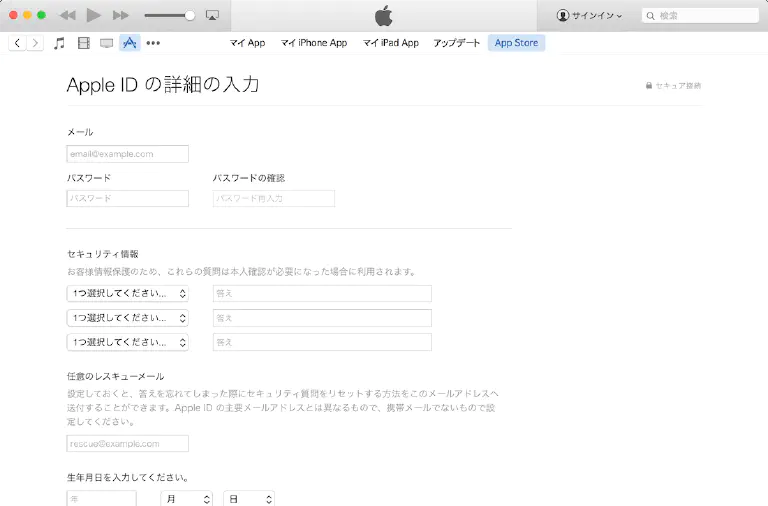 サインイン
検索
マイ App マイ iPhone App マイ iPad App アップデート App Store
Apple ID の詳細の入力
セキュア接続
メール
email@example.com
パスワード パスワードの確認
パスワード パスワード再入力
セキュリティ情報
お客様情報保護のため、これらの質問は本人確認が必要になった場合に利用されます。
1つ選択してください... 答え
1つ選択してください... 答え
1つ選択してください... 答え
任意のレスキューメール
設定しておくと、答えを忘れてしまった際にセキュリティ質問をリセットする方法をこのメールアドレスへ
送付することができます。Apple ID の主要メールアドレスとは異なるもので、携帯メールでないもので設
定してください。
rescue@example.com
生年月日を入力してください。
年 月 日